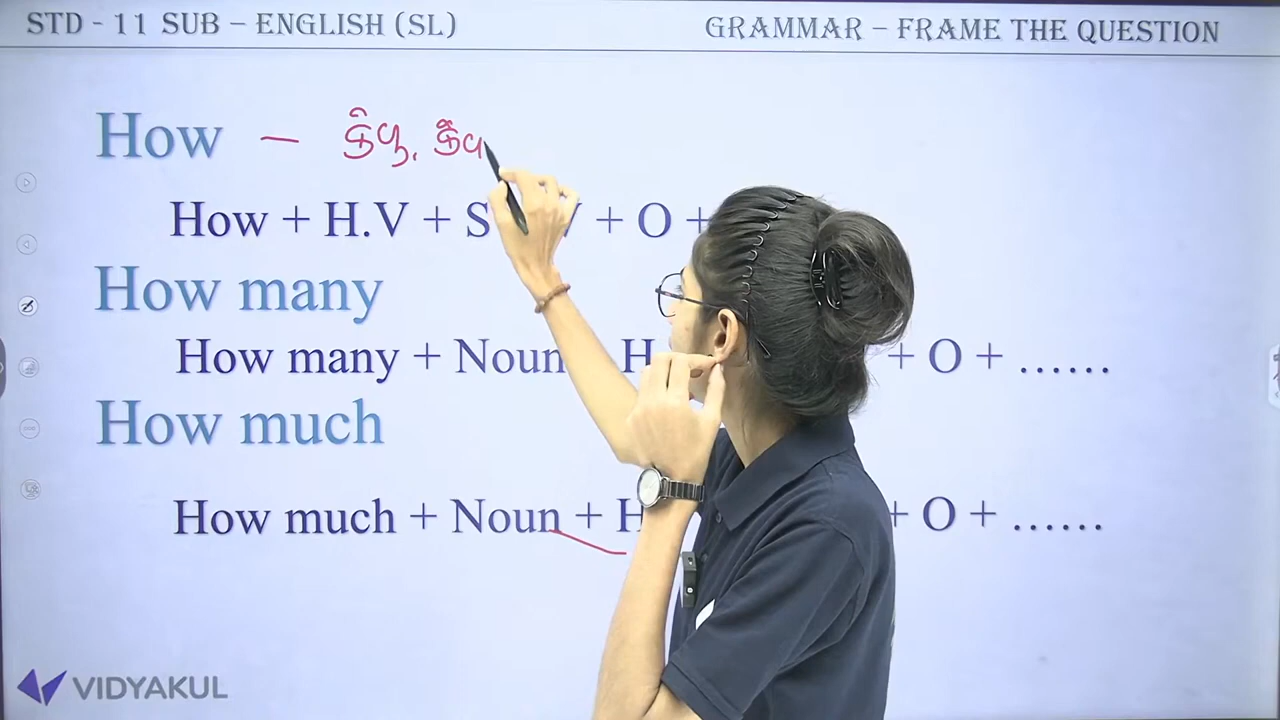 STD - 11 SUB – ENGLISH (SL)
GRAMMAR – FRAME THE QUESTION
How –
How + H.V + S V + O +
How many
How many + Noun H + O + ......
How much
How much + Noun + H + O + ......
VIDYAKUL